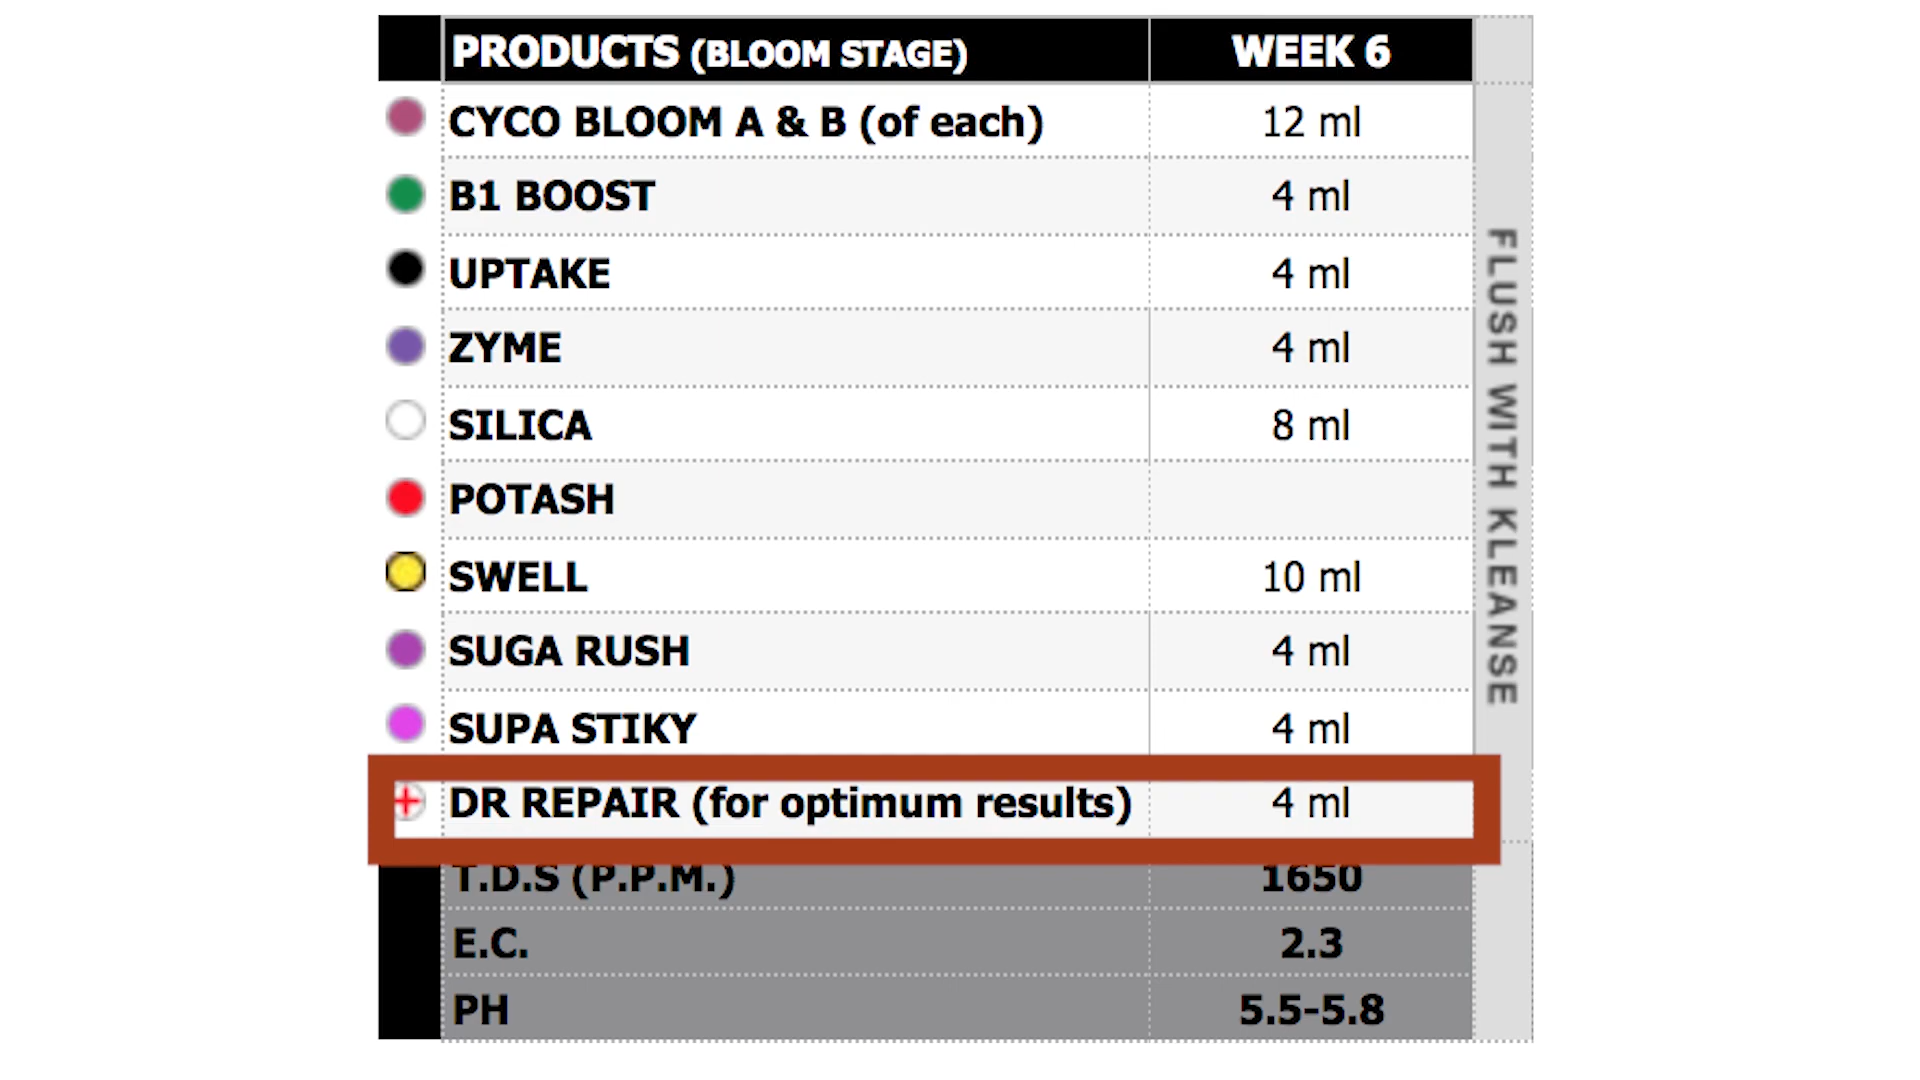 PRODUCTS (BLOOM STAGE) WEEK 6
CYCO BLOOM A & B (of each) 12 ml
B1 BOOST 4 ml
UPTAKE 4 ml
ZYME 4 ml
SILICA 8 ml
POTASH
SWELL 10 ml
SUGA RUSH 4 ml
SUPA STIKY 4 ml
DR REPAIR (for optimum results) 4 ml
T.D.S (P.P.M.) 1650
E.C. 2.3
PH 5.5-5.8
FLUSH WITH KLEANSE